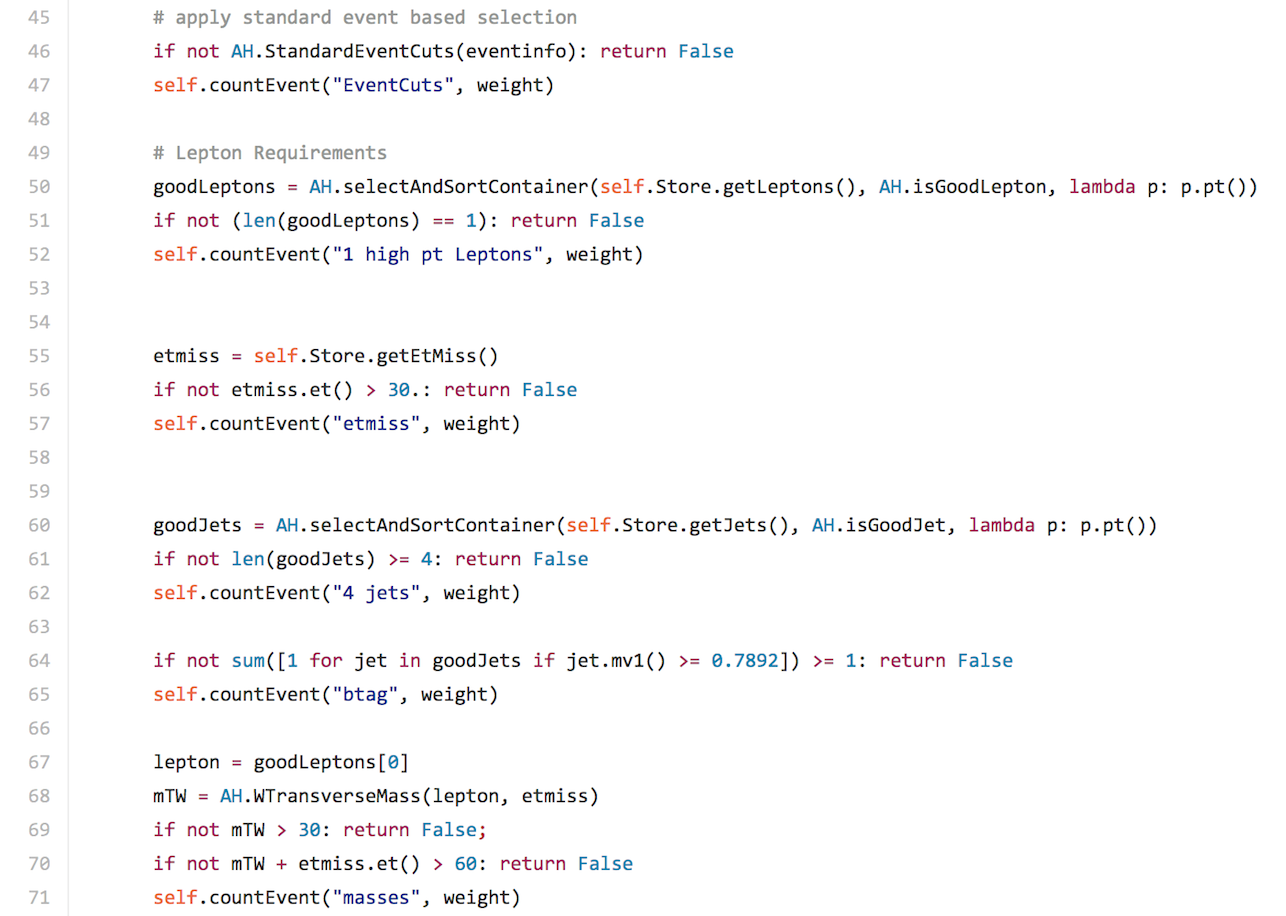 45 # apply standard event based selection
46 if not AH.StandardEventCuts(eventinfo): return False
47 self.countEvent("EventCuts", weight)
48
49 # Lepton Requirements
50 goodLeptons = AH.selectAndSortContainer(self.Store.getLeptons(), AH.isGoodLepton, lambda p: p.pt())
51 if not (len(goodLeptons) == 1): return False
52 self.countEvent("1 high pt Leptons", weight)
53
54
55 etmiss = self.Store.getEtMiss()
56 if not etmiss.et() > 30.: return False
57 self.countEvent("etmiss", weight)
58
59
60 goodJets = AH.selectAndSortContainer(self.Store.getJets(), AH.isGoodJet, lambda p: p.pt())
61 if not len(goodJets) >= 4: return False
62 self.countEvent("4 jets", weight)
63
64 if not sum([1 for jet in goodJets if jet.mv1() >= 0.7892]) >= 1: return False
65 self.countEvent("btag", weight)
66
67 lepton = goodLeptons[0]
68 mTW = AH.WTransverseMass(lepton, etmiss)
69 if not mTW > 30: return False;
70 if not mTW + etmiss.et() > 60: return False
71 self.countEvent("masses", weight)